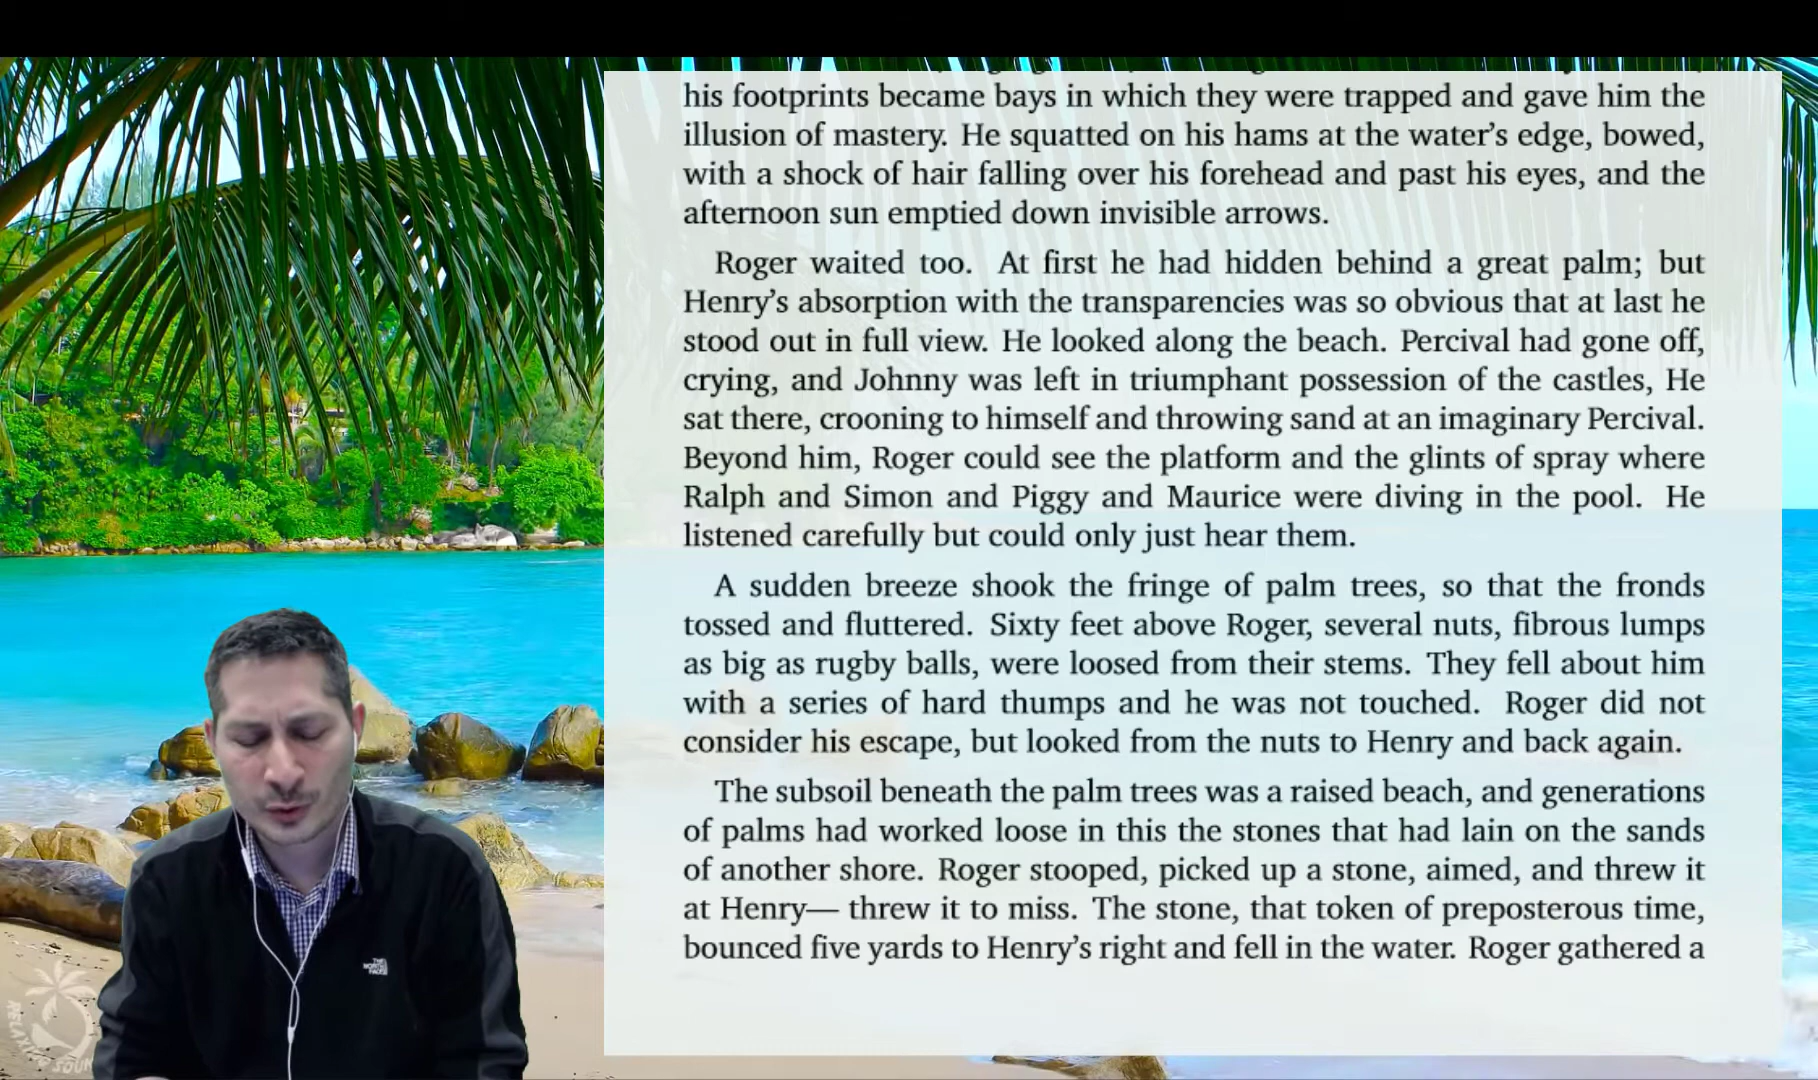 his footprints became bays in which they were trapped and gave him the
illusion of mastery. He squatted on his hams at the water's edge, bowed,
with a shock of hair falling over his forehead and past his eyes, and the
afternoon sun emptied down invisible arrows.
Roger waited too. At first he had hidden behind a great palm; but
Henry's absorption with the transparencies was so obvious that at last he
stood out in full view. He looked along the beach. Percival had gone off,
crying, and Johnny was left in triumphant possession of the castles, He
sat there, crooning to himself and throwing sand at an imaginary Percival.
Beyond him, Roger could see the platform and the glints of spray where
Ralph and Simon and Piggy and Maurice were diving in the pool. He
listened carefully but could only just hear them.
A sudden breeze shook the fringe of palm trees, so that the fronds
tossed and fluttered. Sixty feet above Roger, several nuts, fibrous lumps
as big as rugby balls, were loosed from their stems. They fell about him
with a series of hard thumps and he was not touched. Roger did not
consider his escape, but looked from the nuts to Henry and back again.
The subsoil beneath the palm trees was a raised beach, and generations
of palms had worked loose in this the stones that had lain on the sands
of another shore. Roger stooped, picked up a stone, aimed, and threw it
at Henry— threw it to miss. The stone, that token of preposterous time,
bounced five yards to Henry's right and fell in the water. Roger gathered a
THE
NORTH
FACE
RELAXING SOUN